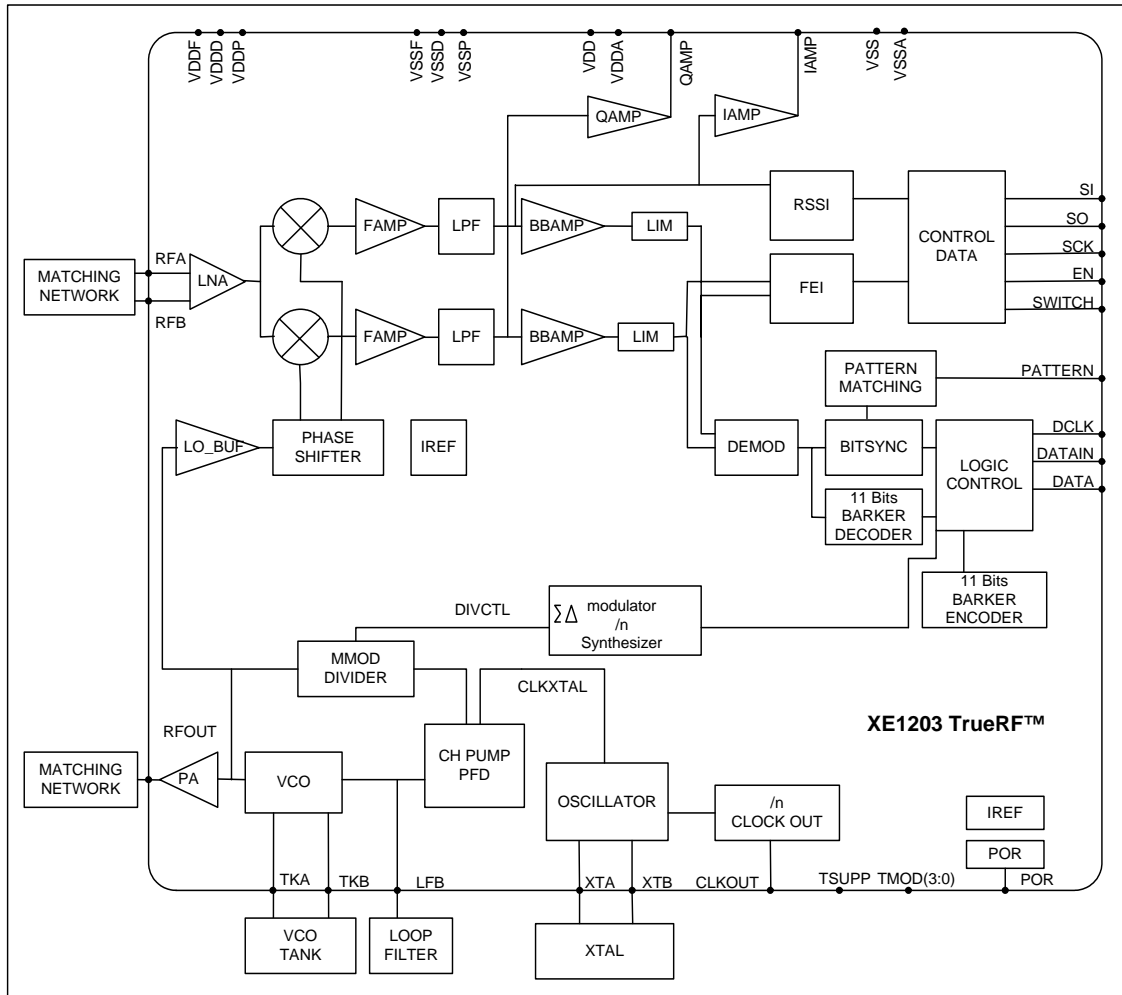 VDDF
VDDD
VDDP
VSSF
VSSD
VSSP
VDD
VDDA
QAMP
IAMP
VSS
VSSA
QAMP
IAMP
FAMP
LPF
BBAMP
LIM
RSSI
CONTROL
DATA
SI
SO
SCK
EN
SWITCH
MATCHING
NETWORK
RFA
RFB
LNA
FEI
FAMP
LPF
BBAMP
LIM
PATTERN
MATCHING
PATTERN
LO_BUF
PHASE
SHIFTER
IREF
DEMOD
BITSYNC
LOGIC
CONTROL
DCLK
DATAIN
DATA
11 Bits
BARKER
DECODER
11 Bits
BARKER
ENCODER
DIVCTL
ΣΔ modulator
/n
Synthesizer
MMOD
DIVIDER
CLKXTAL
XE1203 TrueRF™
RFOUT
MATCHING
NETWORK
PA
VCO
CH PUMP
PFD
OSCILLATOR
/n
CLOCK OUT
IREF
POR
TKA
TKB
LFB
XTA
XTB
CLKOUT
TSUPP
TMOD(3:0)
POR
VCO
TANK
LOOP
FILTER
XTAL